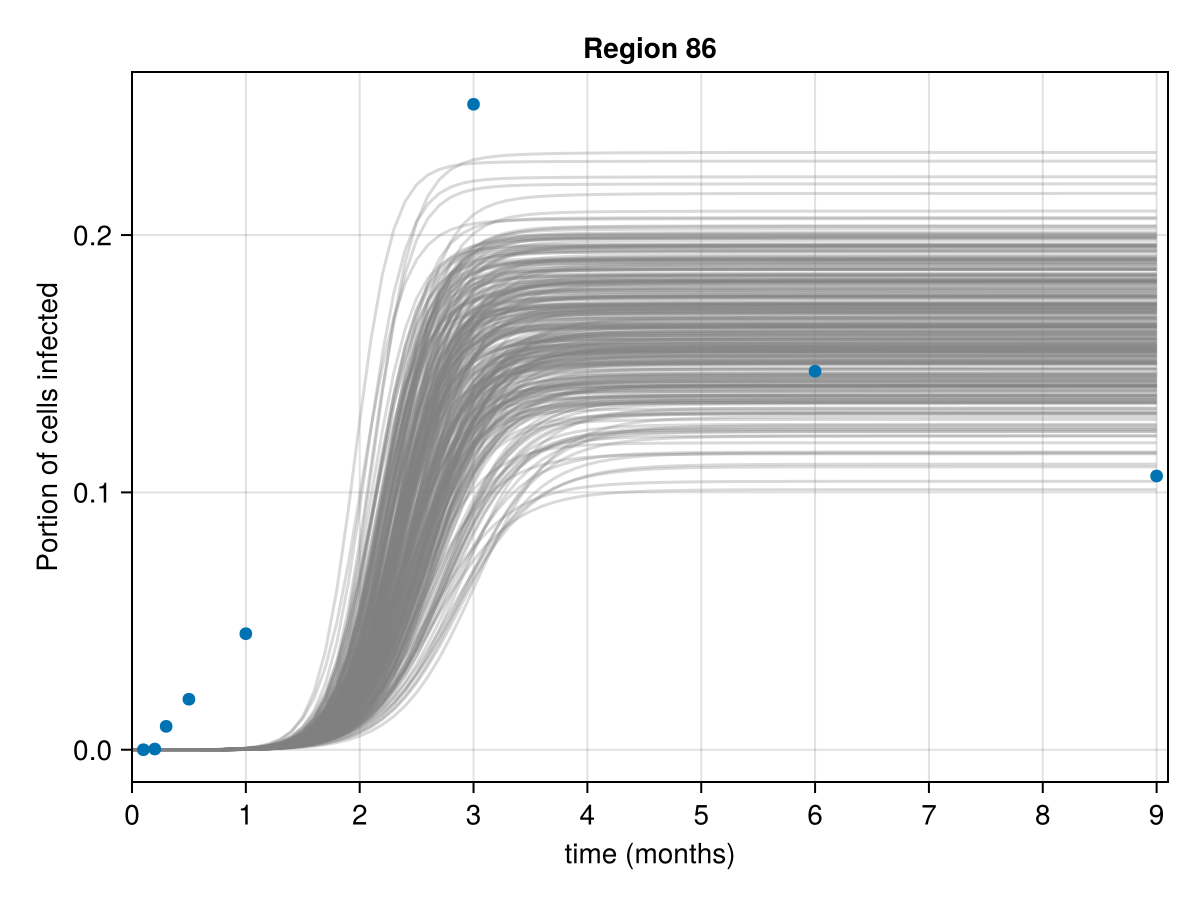 Region 86
Portion of cells infected
0.2
0.1
0.0
0 1 2 3 4 5 6 7 8 9
time (months)